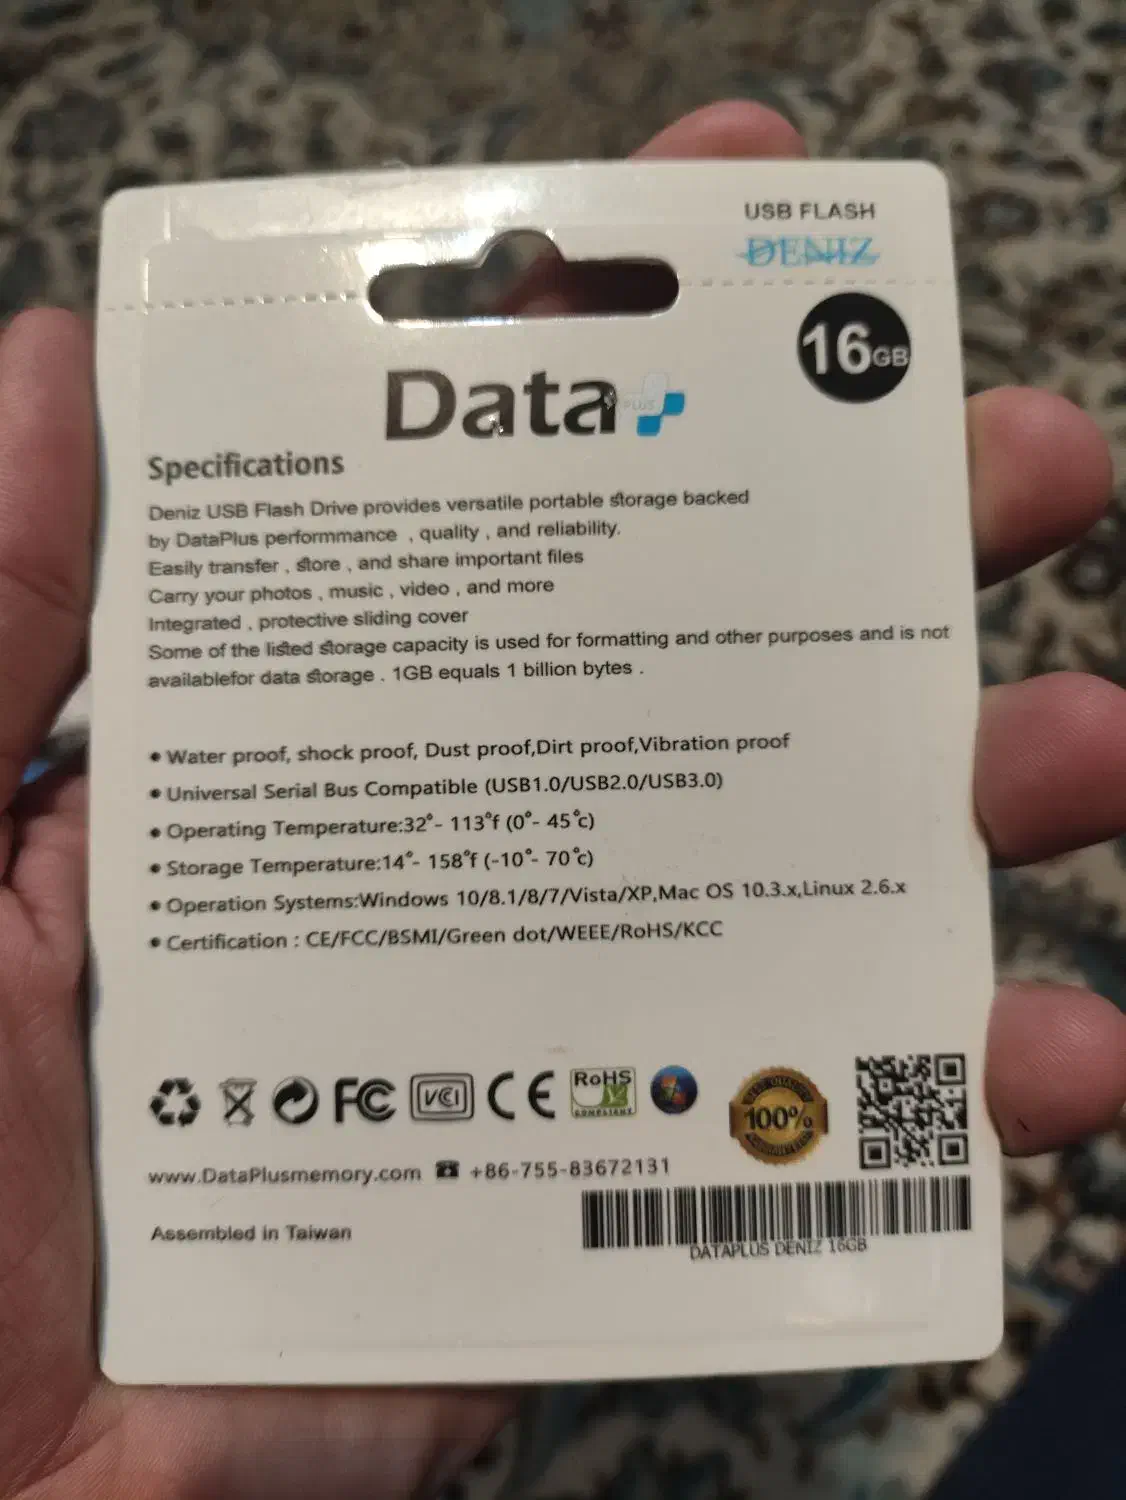 USB FLASH
DENIZ
16GB
Data
PLUS
Specifications
Deniz USB Flash Drive provides versatile portable storage backed
by DataPlus performmance , quality , and reliability.
Easily transfer , store , and share important files
Carry your photos , music , video , and more
Integrated , protective sliding cover
Some of the listed storage capacity is used for formatting and other purposes and is not
availablefor data storage . 1GB equals 1 billion bytes .
• Water proof, shock proof, Dust proof,Dirt proof,Vibration proof
• Universal Serial Bus Compatible (USB1.0/USB2.0/USB3.0)
• Operating Temperature:32°- 113°f (0°- 45°c)
• Storage Temperature:14°- 158°f (-10°- 70°c)
• Operation Systems:Windows 10/8.1/8/7/Vista/XP,Mac OS 10.3.x,Linux 2.6.x
• Certification : CE/FCC/BSMI/Green dot/WEEE/RoHS/KCC
FC
VCI
CE
RoHS
COMPLIANT
100%
www.DataPlusmemory.com ☎ +86-755-83672131
Assembled in Taiwan
DATAPLUS DENIZ 16GB